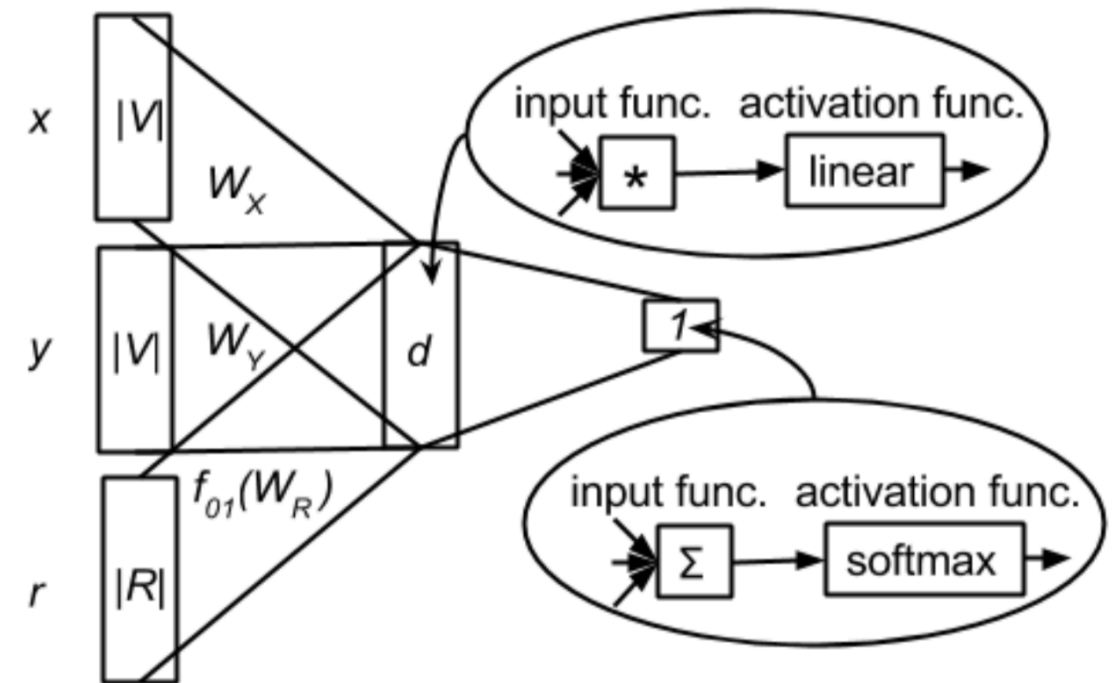 x
|V|
W_X
input func. activation func.
*
linear
y
|V|
W_Y
d
1
r
|R|
f_01(W_R)
input func. activation func.
Σ
softmax